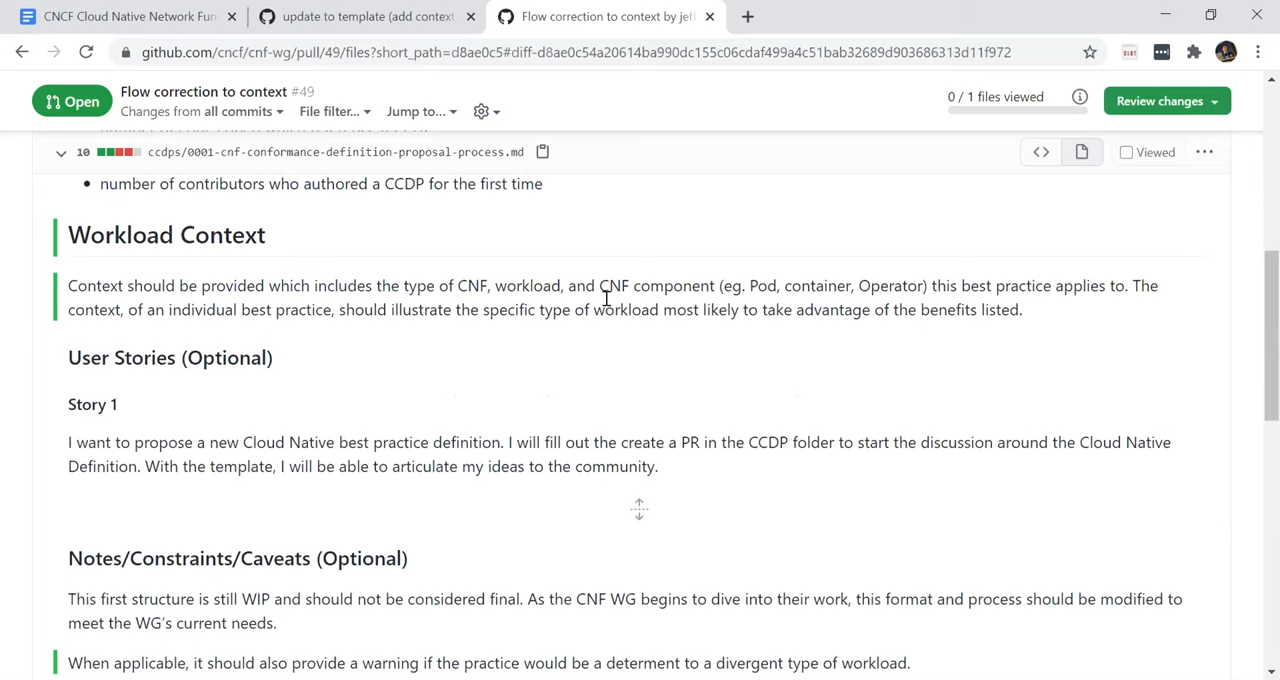 CNCF Cloud Native Network Fun
update to template (add context
Flow correction to context by jeff
github.com/cncf/cnf-wg/pull/49/files?short_path=d8ae0c5#diff-d8ae0c54a20614ba990dc155c06cdaf499a4c51bab32689d903686313d11f972
Open
Flow correction to context #49
Changes from all commits
File filter...
Jump to...
0 / 1 files viewed
Review changes
10 ccdps/0001-cnf-conformance-definition-proposal-process.md
Viewed
number of contributors who authored a CCDP for the first time
Workload Context
Context should be provided which includes the type of CNF, workload, and CNF component (eg. Pod, container, Operator) this best practice applies to. The
context, of an individual best practice, should illustrate the specific type of workload most likely to take advantage of the benefits listed.
User Stories (Optional)
Story 1
I want to propose a new Cloud Native best practice definition. I will fill out the create a PR in the CCDP folder to start the discussion around the Cloud Native
Definition. With the template, I will be able to articulate my ideas to the community.
Notes/Constraints/Caveats (Optional)
This first structure is still WIP and should not be considered final. As the CNF WG begins to dive into their work, this format and process should be modified to
meet the WG's current needs.
When applicable, it should also provide a warning if the practice would be a determent to a divergent type of workload.